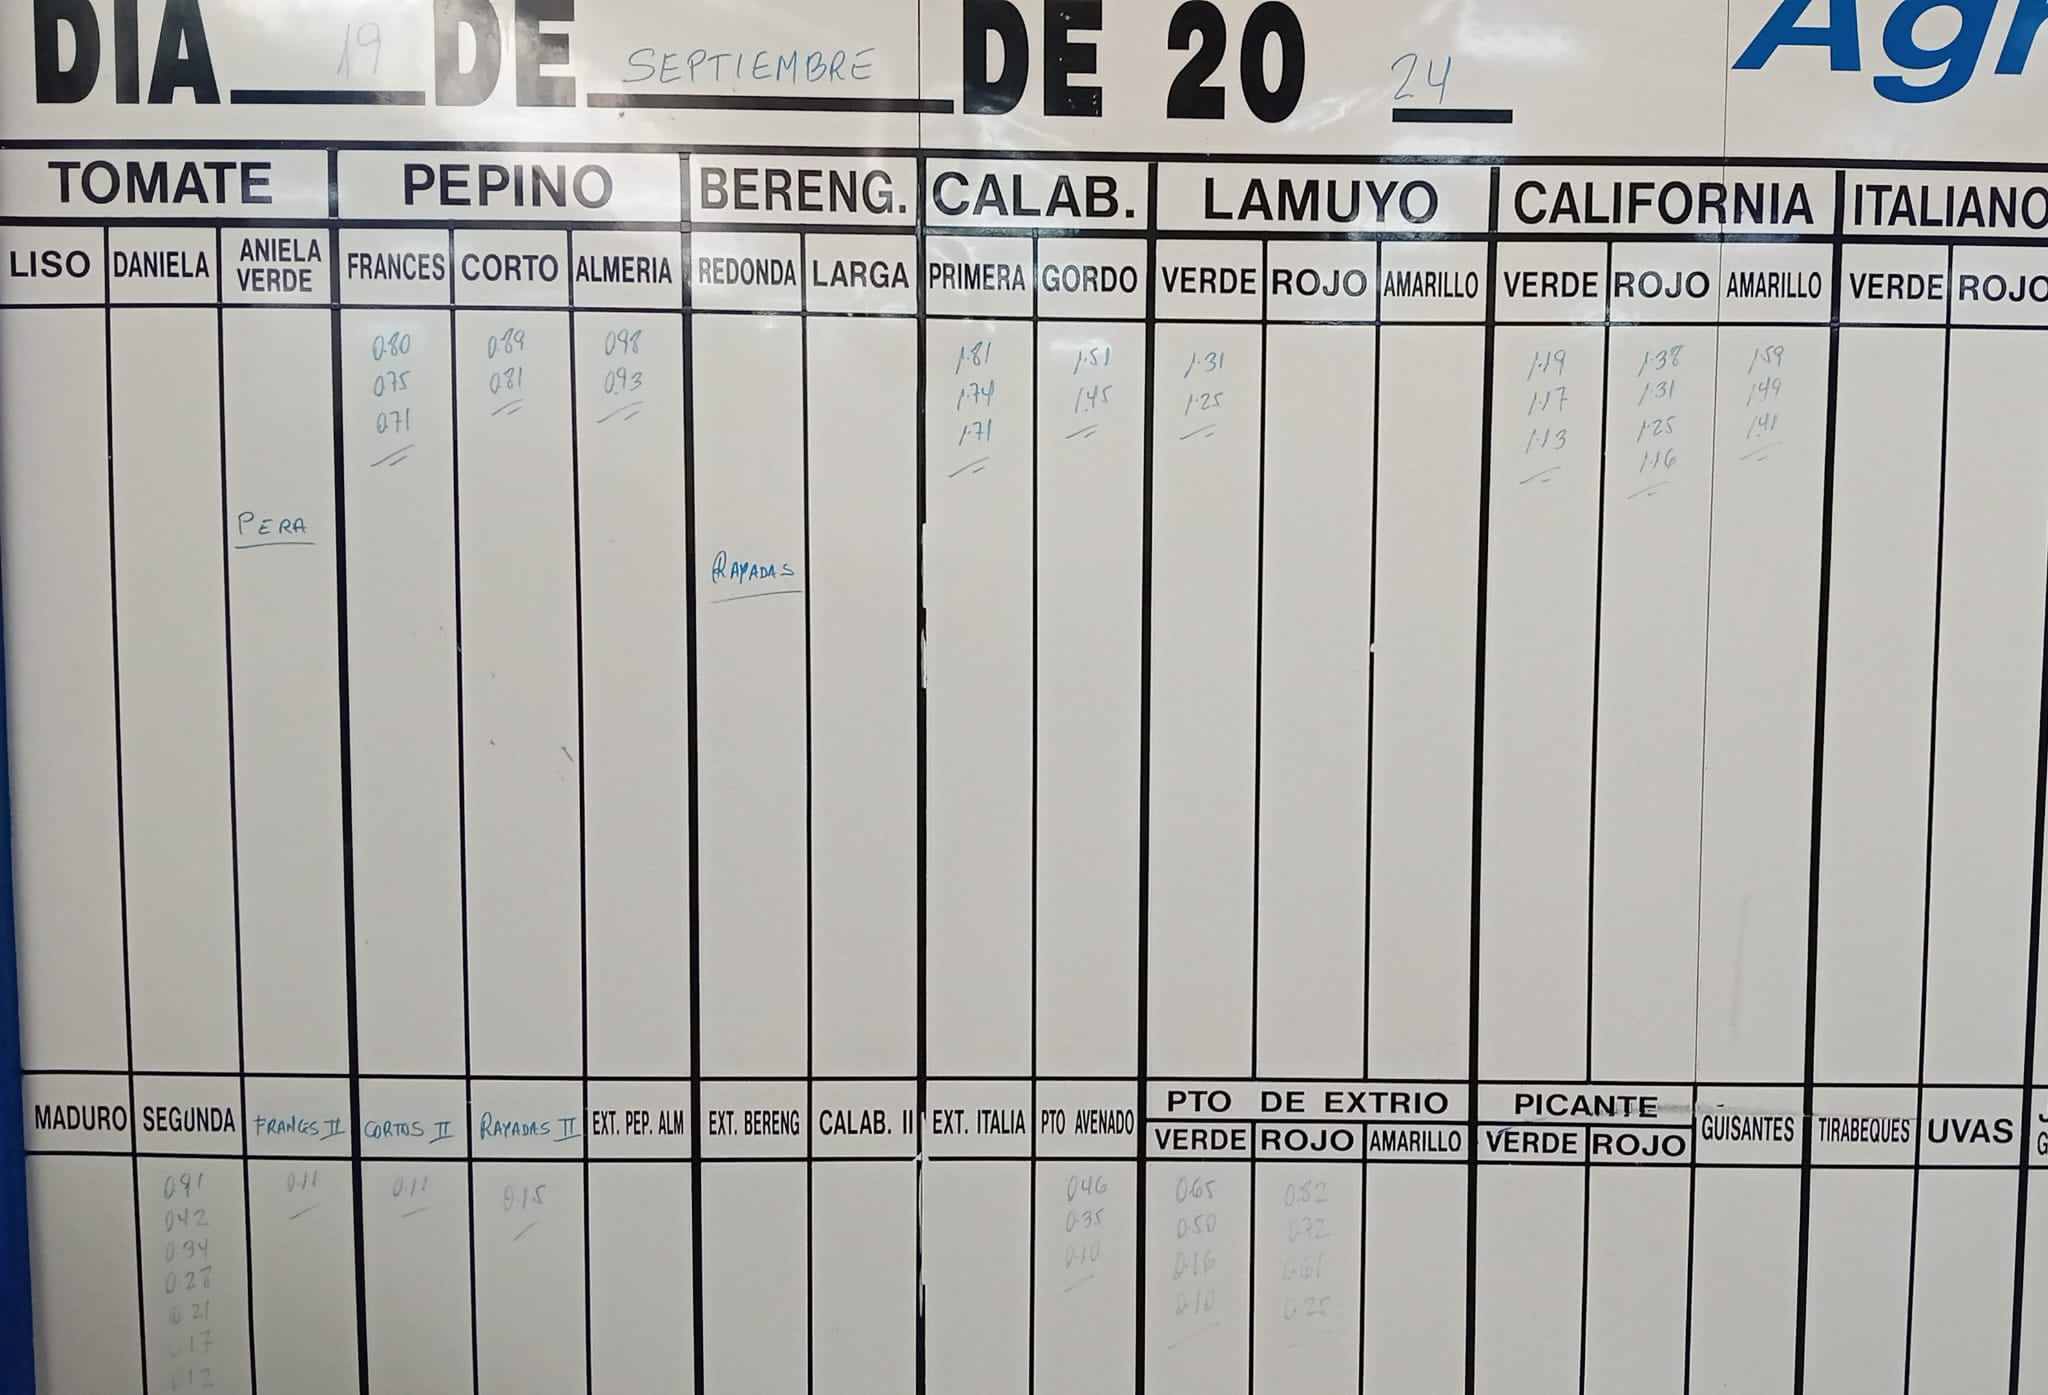 DIA 19 DE SEPTIEMBRE DE 20 24
Agr
TOMATE PEPINO BERENG. CALAB. LAMUYO CALIFORNIA ITALIANO
LISO DANIELA ANIELA VERDE FRANCES CORTO ALMERIA REDONDA LARGA PRIMERA GORDO VERDE ROJO AMARILLO VERDE ROJO AMARILLO VERDE ROJO
0.80 0.89 0.98 1.81 1.51 1.31 1.19 1.38 1.59
0.75 0.81 0.93 1.74 1.45 1.25 1.17 1.31 1.49
0.71 1.71 1.13 1.25 1.41
1.16
PERA
RAYADAS
PTO DE EXTRIO PICANTE
MADURO SEGUNDA FRANCES II CORTOS II RAYADAS II EXT. PEP. ALM EXT. BERENG CALAB. II EXT. ITALIA PTO AVENADO VERDE ROJO AMARILLO VERDE ROJO GUISANTES TIRABEQUES UVAS
0.11 0.11 0.15 0.46 0.65
0.42 0.35 0.50 0.72
0.34 0.10 0.16
0.28 0.10
0.21